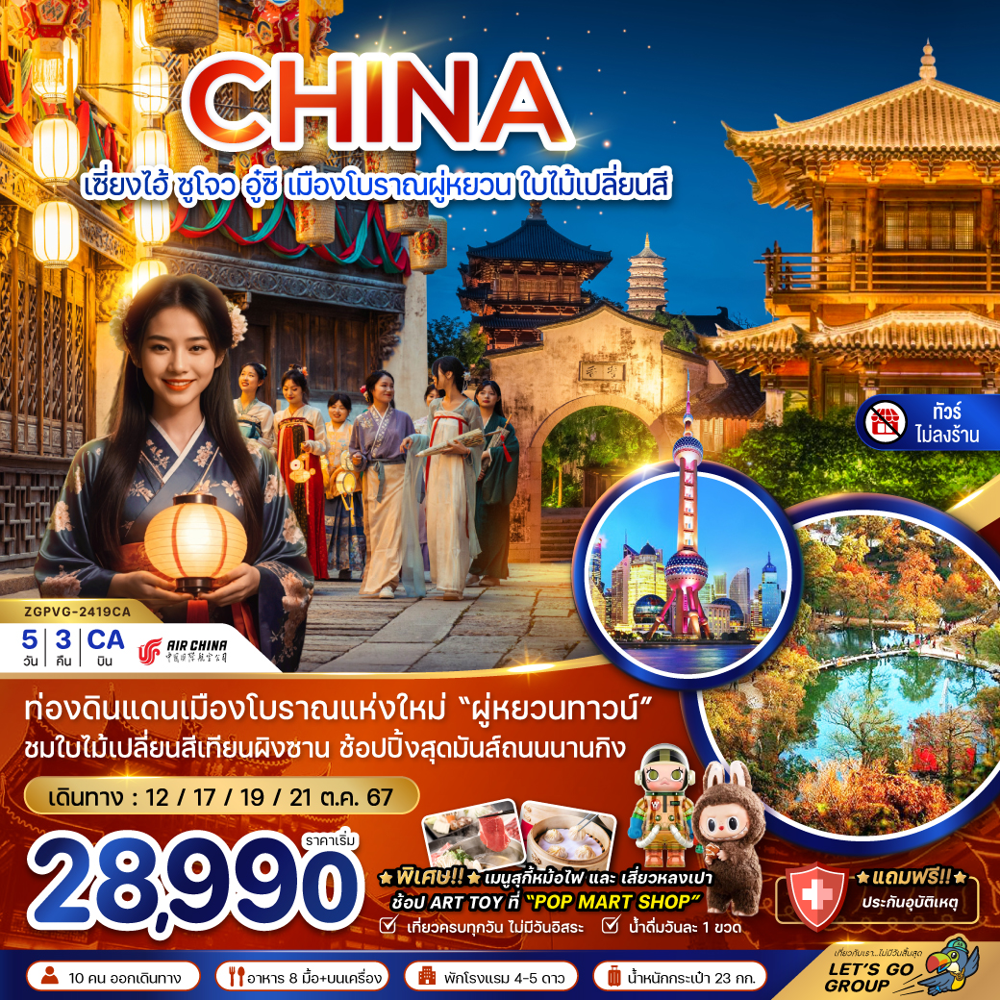 CHINA
เซี่ยงไฮ้ ซูโจว อู๋ซี เมืองโบราณผู่หยวน ใบไม้เปลี่ยนสี
ทัวร์
ไม่ลงร้าน
ZGPVG-2419CA
5 3 CA
วัน คืน บิน
AIR CHINA
中国国际航空公司
ท่องดินแดนเมืองโบราณแห่งใหม่ “ผู่หยวนทาวน์”
ชมใบไม้เปลี่ยนสีเทียนผิงซาน ช้อปปิ้งสุดมันส์ถนนนานกิง
เดินทาง : 12 / 17 / 19 / 21 ต.ค. 67
ราคาเริ่ม
28,990
พิเศษ!! เมนูสุกี้หม้อไฟ และ เสี่ยวหลงเปา
ช้อป ART TOY ที่ “POP MART SHOP”
เที่ยวครบทุกวัน ไม่มีวันอิสระ น้ำดื่มวันละ 1 ขวด
แถมฟรี!!
ประกันอุบัติเหตุ
10 คน ออกเดินทาง อาหาร 8 มื้อ+บนเครื่อง พักโรงแรม 4-5 ดาว น้ำหนักกระเป๋า 23 กก.
เที่ยวกับเรา...ไม่มีวันสิ้นสุด
LET'S GO
GROUP